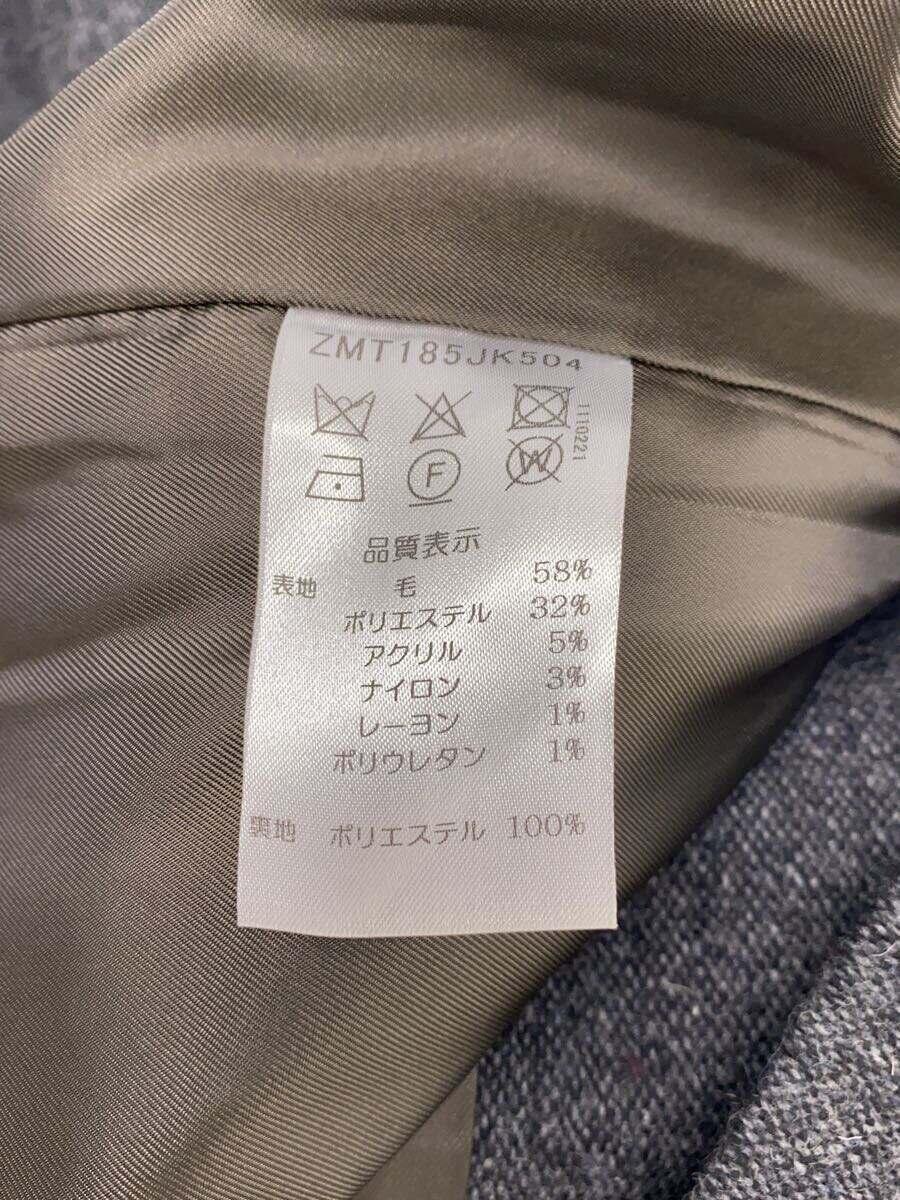 ZMT185JK504
1110221
F
W
品質表示
表地 毛 58%
ポリエステル 32%
アクリル 5%
ナイロン 3%
レーヨン 1%
ポリウレタン 1%
裏地 ポリエステル 100%